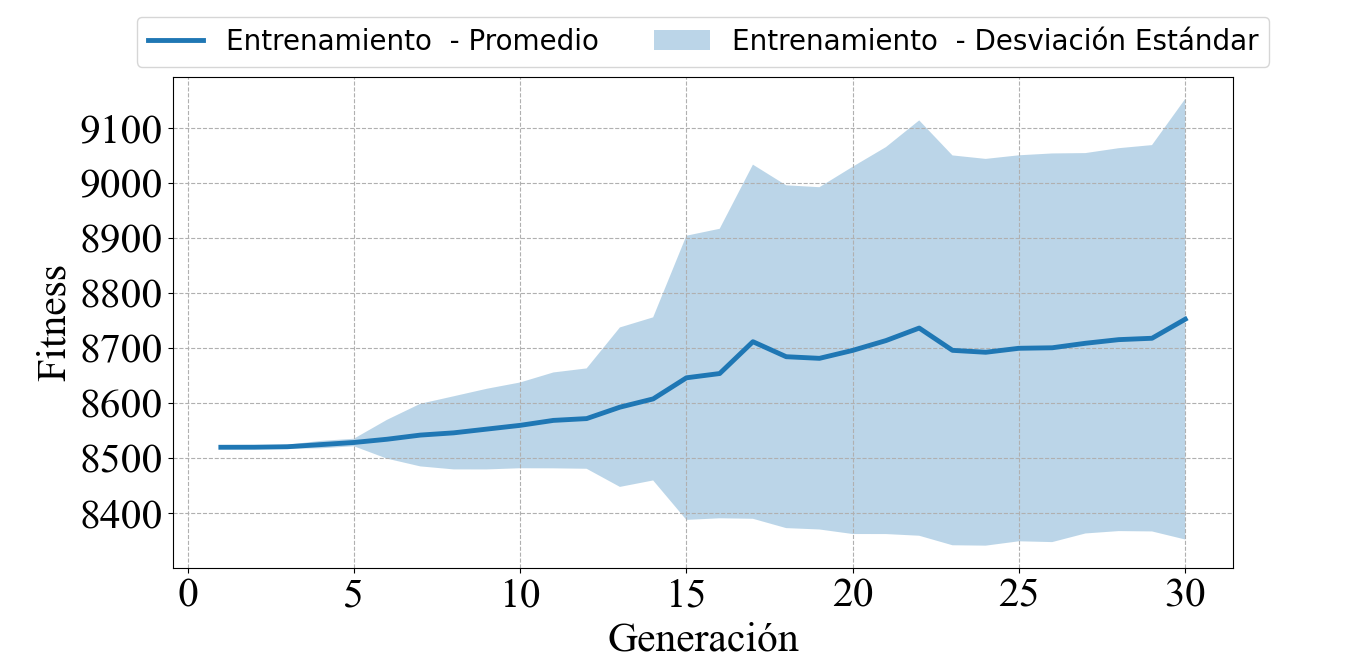 Entrenamiento  - Promedio
Entrenamiento  - Desviación Estándar
9100
9000
8900
8800
8700
8600
8500
8400
Fitness
0 5 10 15 20 25 30
Generación